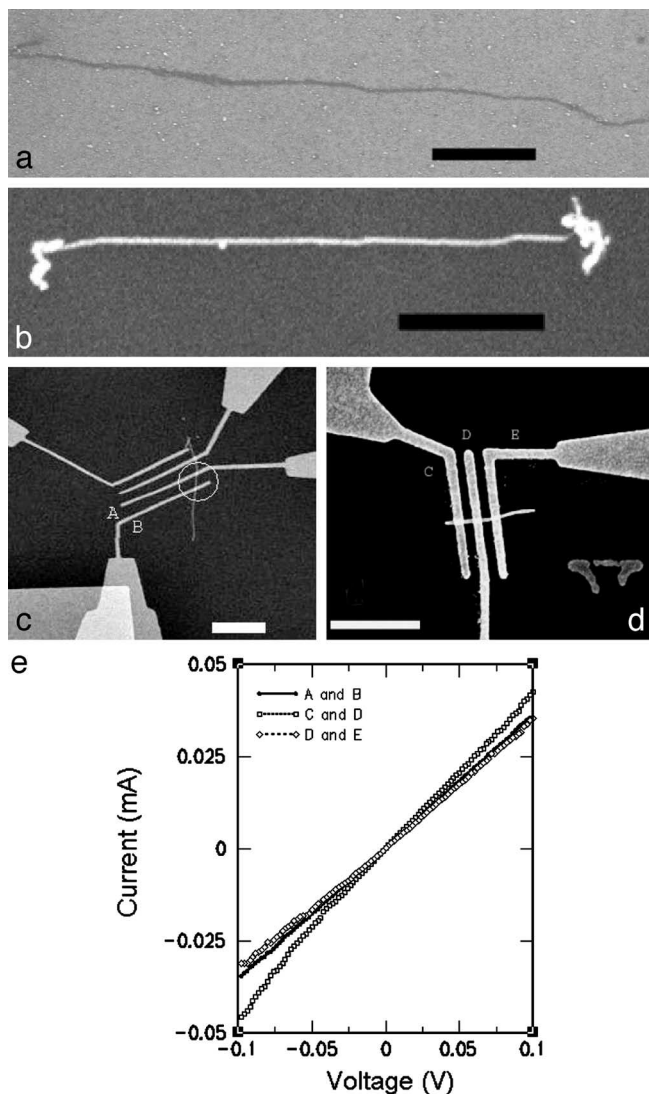 a
b
A
A
B
c
D
E
C
d
e
0.05
A and B
C and D
D and E
0.025
0
-0.025
-0.05
-0.1
-0.05
0
0.05
0.1
Current (mA)
Voltage (V)